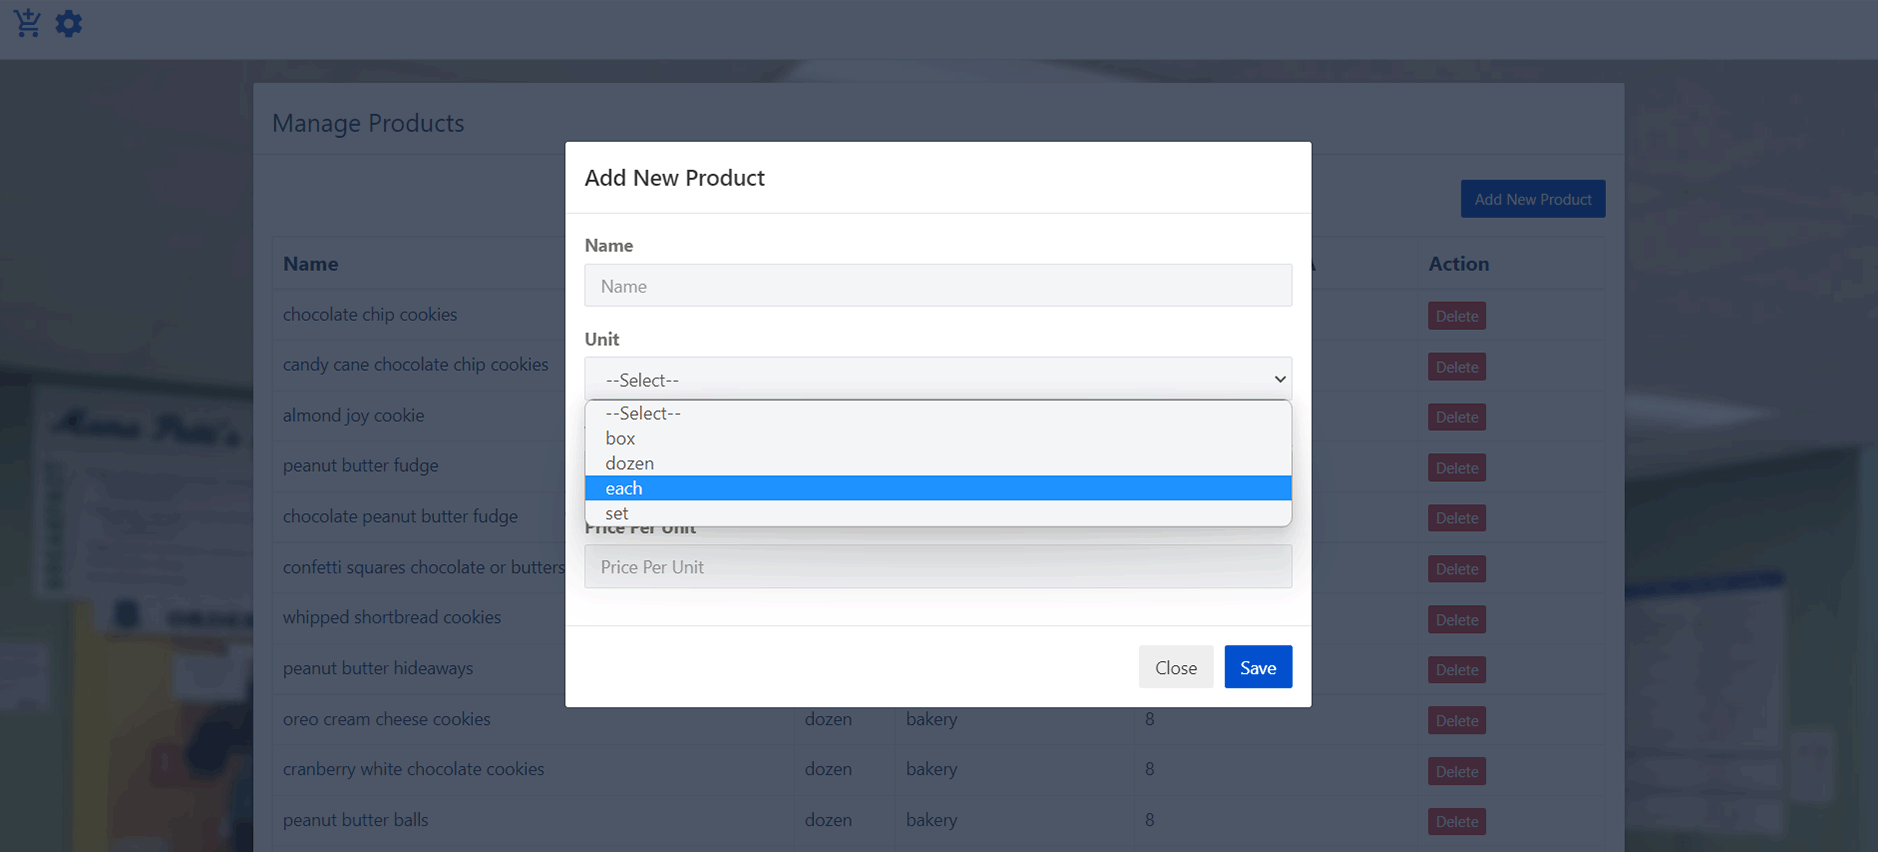 Manage Products
Add New Product
Add New Product
Name
Action
Name
Name
chocolate chip cookies
Delete
Unit
candy cane chocolate chip cookies
Delete
--Select--
almond joy cookie
Delete
--Select--
box
peanut butter fudge
dozen
Delete
each
chocolate peanut butter fudge
set
Delete
Price Per Unit
confetti squares chocolate or butters
Price Per Unit
Delete
whipped shortbread cookies
Delete
peanut butter hideaways
Close
Save
Delete
oreo cream cheese cookies dozen bakery 8 Delete
cranberry white chocolate cookies dozen bakery 8 Delete
peanut butter balls dozen bakery 8 Delete